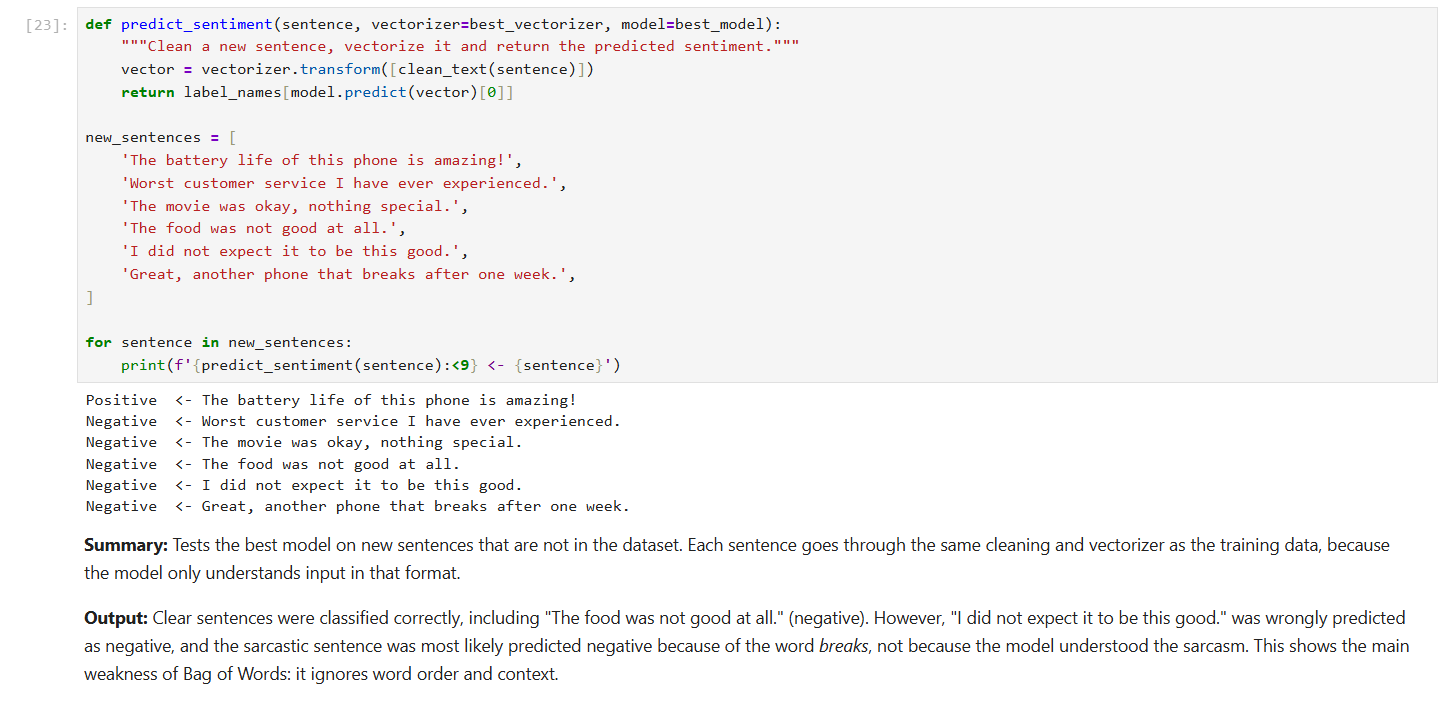 [23]: def predict_sentiment(sentence, vectorizer=best_vectorizer, model=best_model):
    """Clean a new sentence, vectorize it and return the predicted sentiment."""
    vector = vectorizer.transform([clean_text(sentence)])
    return label_names[model.predict(vector)[0]]

new_sentences = [
    'The battery life of this phone is amazing!',
    'Worst customer service I have ever experienced.',
    'The movie was okay, nothing special.',
    'The food was not good at all.',
    'I did not expect it to be this good.',
    'Great, another phone that breaks after one week.',
]

for sentence in new_sentences:
    print(f'{predict_sentiment(sentence):<9} <- {sentence}')
Positive  <- The battery life of this phone is amazing!
Negative  <- Worst customer service I have ever experienced.
Negative  <- The movie was okay, nothing special.
Negative  <- The food was not good at all.
Negative  <- I did not expect it to be this good.
Negative  <- Great, another phone that breaks after one week.
Summary: Tests the best model on new sentences that are not in the dataset. Each sentence goes through the same cleaning and vectorizer as the training data, because
the model only understands input in that format.
Output: Clear sentences were classified correctly, including "The food was not good at all." (negative). However, "I did not expect it to be this good." was wrongly predicted
as negative, and the sarcastic sentence was most likely predicted negative because of the word breaks, not because the model understood the sarcasm. This shows the main
weakness of Bag of Words: it ignores word order and context.